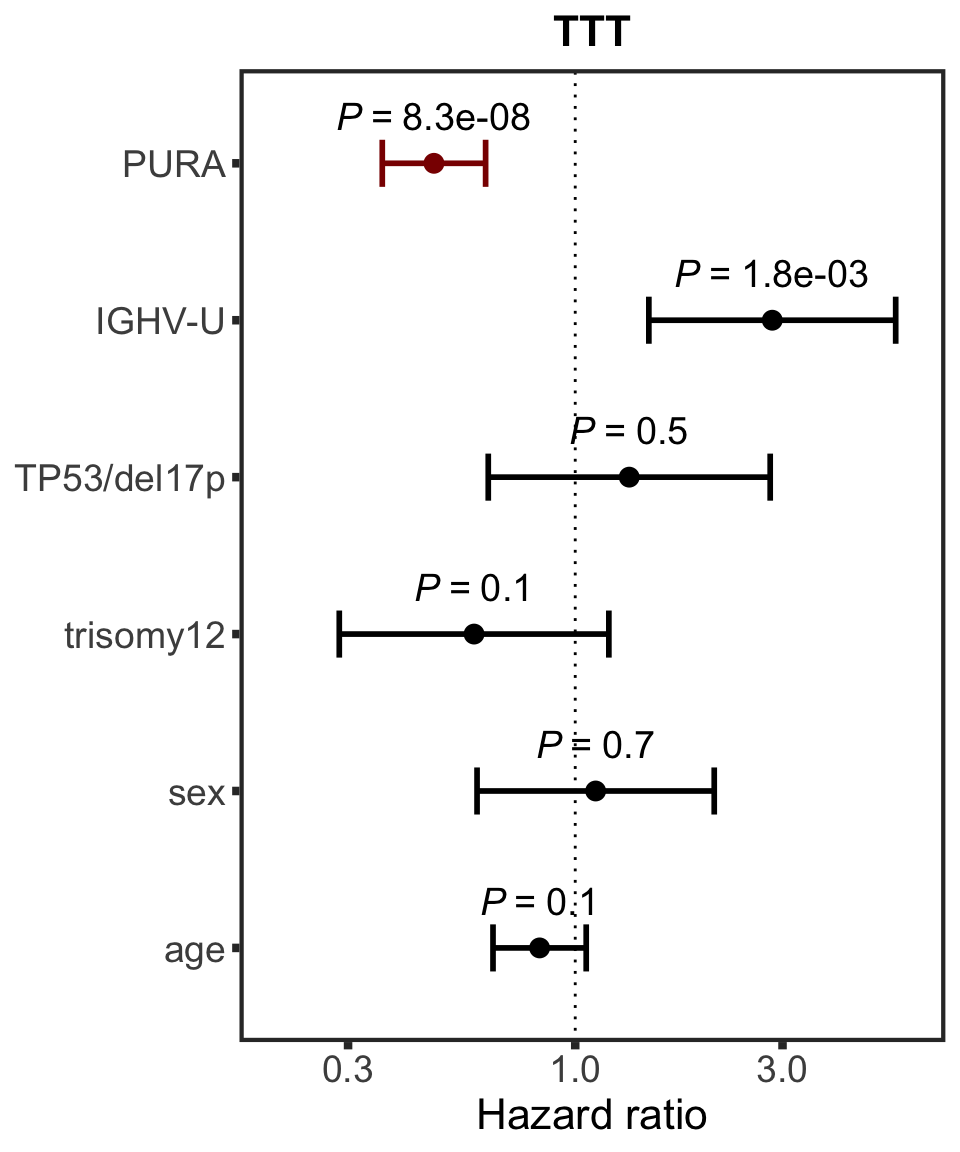 TTT
P = 8.3e-08
PURA
P = 1.8e-03
IGHV-U
P = 0.5
TP53/del17p
P = 0.1
trisomy12
P = 0.7
sex
P = 0.1
age
0.3 1.0 3.0
Hazard ratio